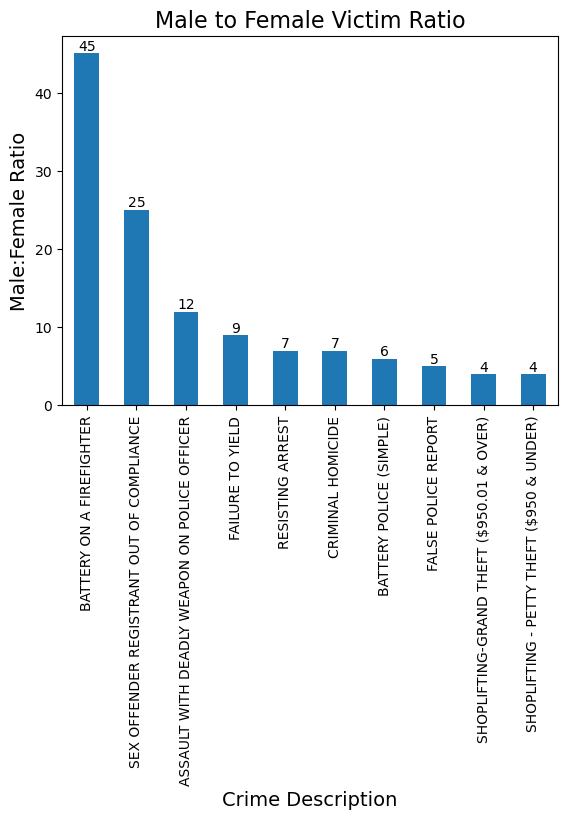 Male to Female Victim Ratio
Male:Female Ratio
40
30
20
10
0
45
25
12
9
7
7
6
5
4
4
BATTERY ON A FIREFIGHTER
SEX OFFENDER REGISTRANT OUT OF COMPLIANCE
ASSAULT WITH DEADLY WEAPON ON POLICE OFFICER
FAILURE TO YIELD
RESISTING ARREST
CRIMINAL HOMICIDE
BATTERY POLICE (SIMPLE)
FALSE POLICE REPORT
SHOPLIFTING-GRAND THEFT ($950.01 & OVER)
SHOPLIFTING - PETTY THEFT ($950 & UNDER)
Crime Description